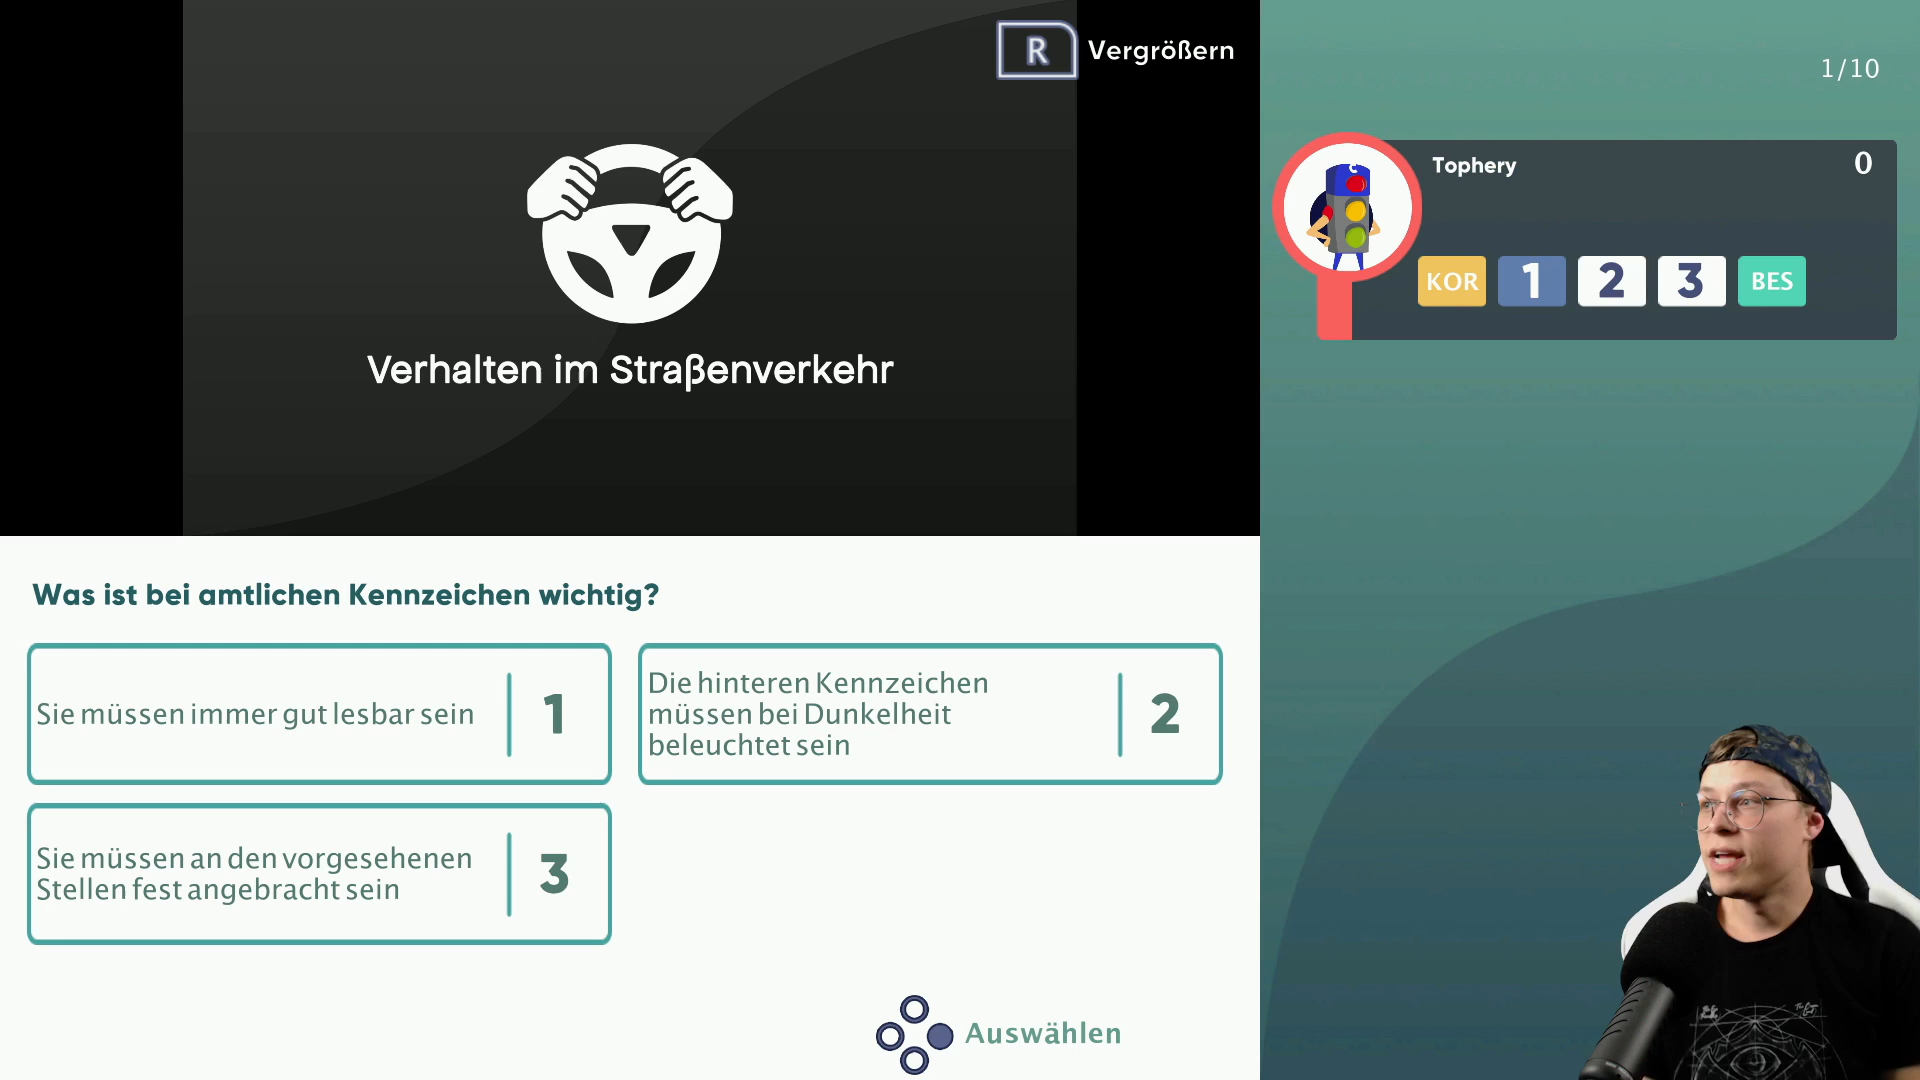 R Vergrößern
Verhalten im Straßenverkehr
1/10
Tophery 0
KOR 1 2 3 BES
Was ist bei amtlichen Kennzeichen wichtig?
Sie müssen immer gut lesbar sein
1
Die hinteren Kennzeichen
müssen bei Dunkelheit
beleuchtet sein
2
Sie müssen an den vorgesehenen
Stellen fest angebracht sein
3
Auswählen